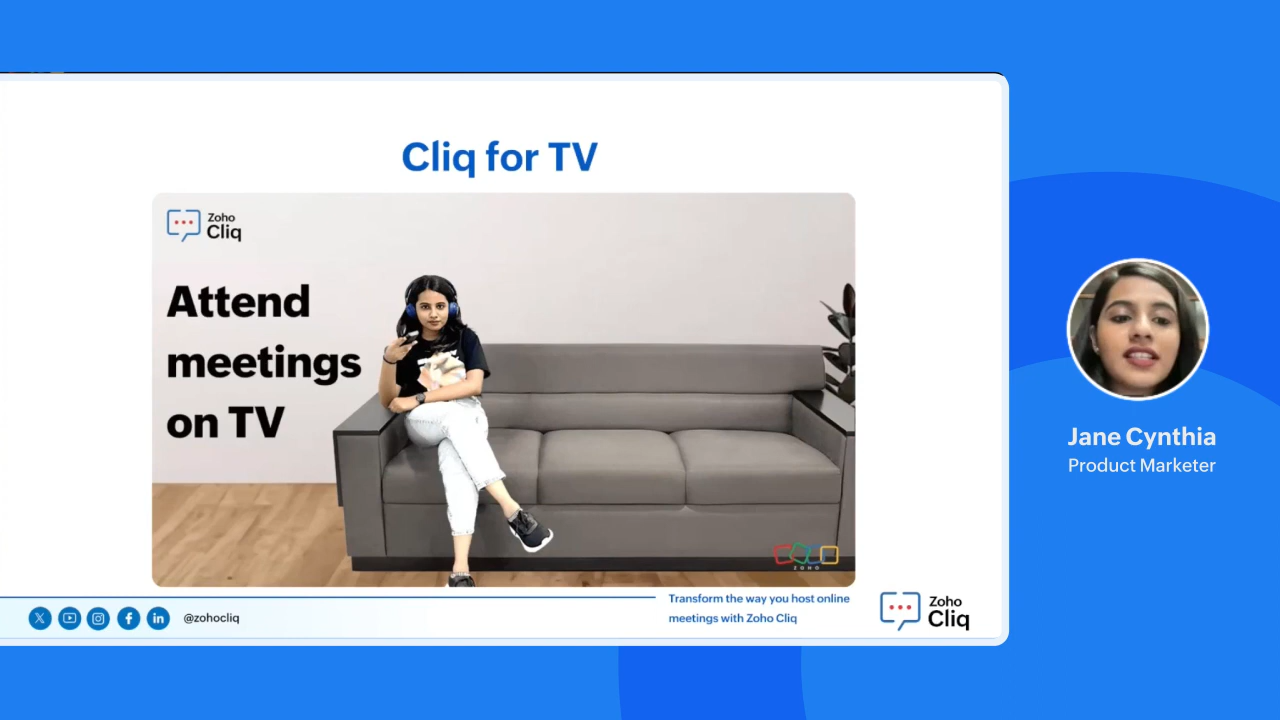 Cliq for TV
Zoho
Cliq
Attend
meetings
on TV
ZOHO
Jane Cynthia
Product Marketer
@zohocliq
Transform the way you host online
meetings with Zoho Cliq
Zoho
Cliq